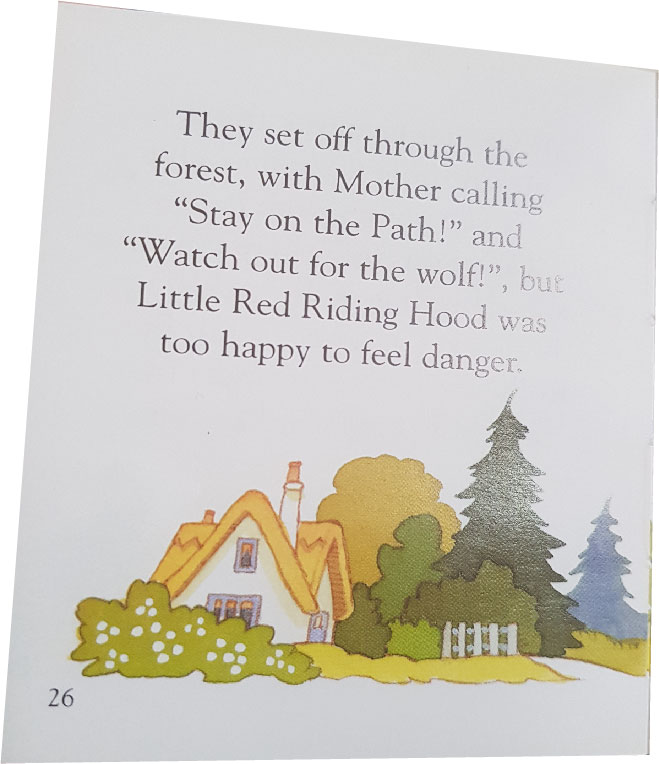 They set off through the
forest, with Mother calling
“Stay on the Path!” and
“Watch out for the wolf!”, but
Little Red Riding Hood was
too happy to feel danger.
26